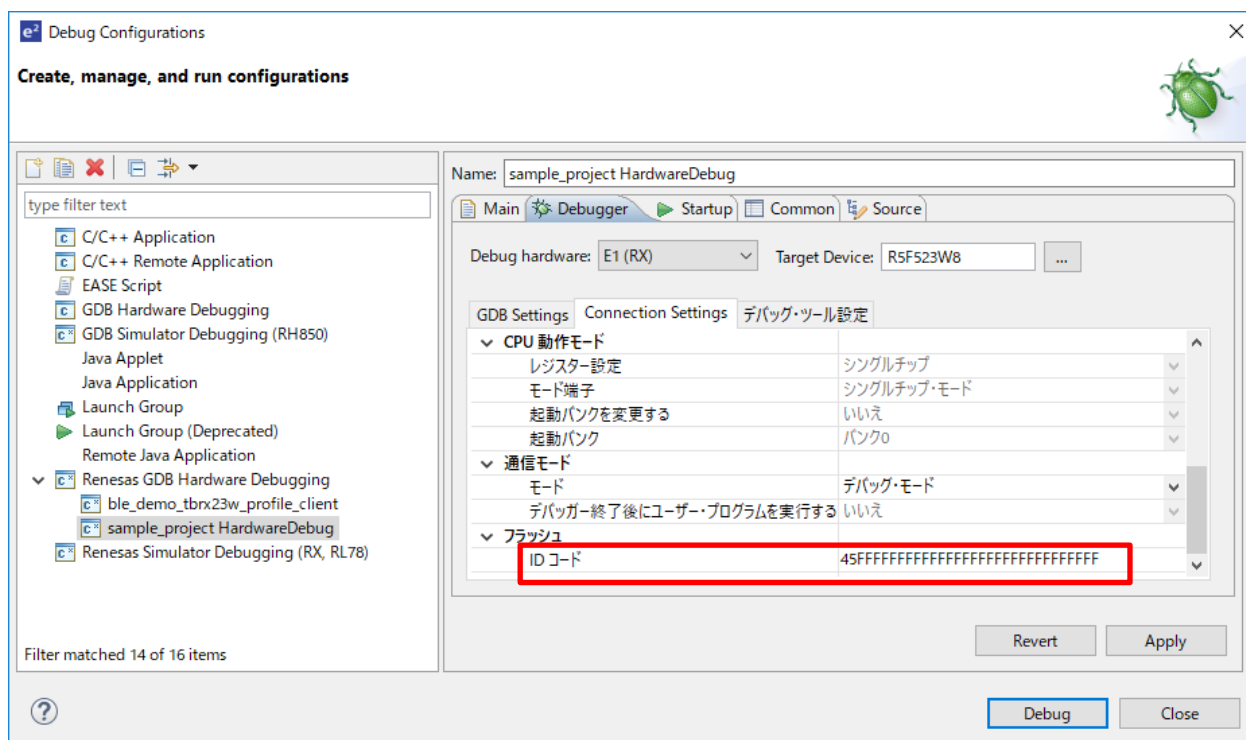 e² Debug Configurations
Create, manage, and run configurations
type filter text
C/C++ Application
C/C++ Remote Application
EASE Script
GDB Hardware Debugging
GDB Simulator Debugging (RH850)
Java Applet
Java Application
Launch Group
Launch Group (Deprecated)
Remote Java Application
Renesas GDB Hardware Debugging
ble_demo_tbrx23w_profile_client
sample_project HardwareDebug
Renesas Simulator Debugging (RX, RL78)
Filter matched 14 of 16 items
Name: sample_project HardwareDebug
Main Debugger Startup Common Source
Debug hardware: E1 (RX) Target Device: R5F523W8 ...
GDB Settings Connection Settings デバッグ・ツール設定
CPU 動作モード
レジスター設定 シングルチップ
モード端子 シングルチップ・モード
起動バンクを変更する いいえ
起動バンク バンク0
通信モード
モード デバッグ・モード
デバッガー終了後にユーザー・プログラムを実行する いいえ
フラッシュ
ID コード 45FFFFFFFFFFFFFFFFFFFFFFFFFFFFFF
Revert Apply
Debug Close